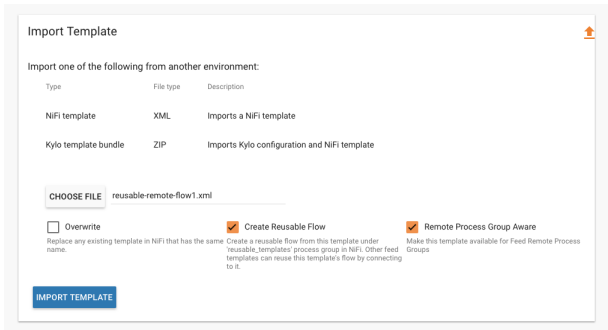 Import Template
Import one of the following from another environment:
Type File type Description
NiFi template XML Imports a NiFi template
Kylo template bundle ZIP Imports Kylo configuration and NiFi template
CHOOSE FILE reusable-remote-flow1.xml
Overwrite
Replace any existing template in NiFi that has the same
name.
Create Reusable Flow
Create a reusable flow from this template under
'reusable_templates' process group in NiFi. Other feed
templates can reuse this template's flow by connecting
to it.
Remote Process Group Aware
Make this template available for Feed Remote Process
Groups
IMPORT TEMPLATE